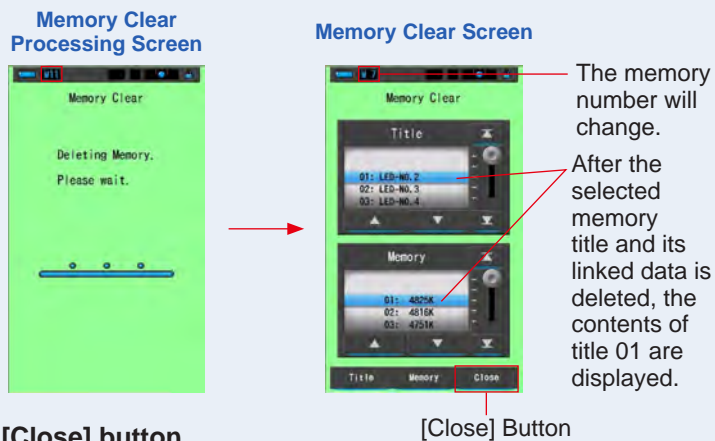 Memory Clear
Processing Screen
M11
Memory Clear
Deleting Memory.
Please wait.
Memory Clear Screen
M 7
Memory Clear
Title
01: LED-NO.2
02: LED-NO.3
03: LED-NO.4
Memory
01: 4825K
02: 4816K
03: 4751K
Title Memory Close
The memory
number will
change.
After the
selected
memory
title and its
linked data is
deleted, the
contents of
title 01 are
displayed.
[Close] Button
[Close] button